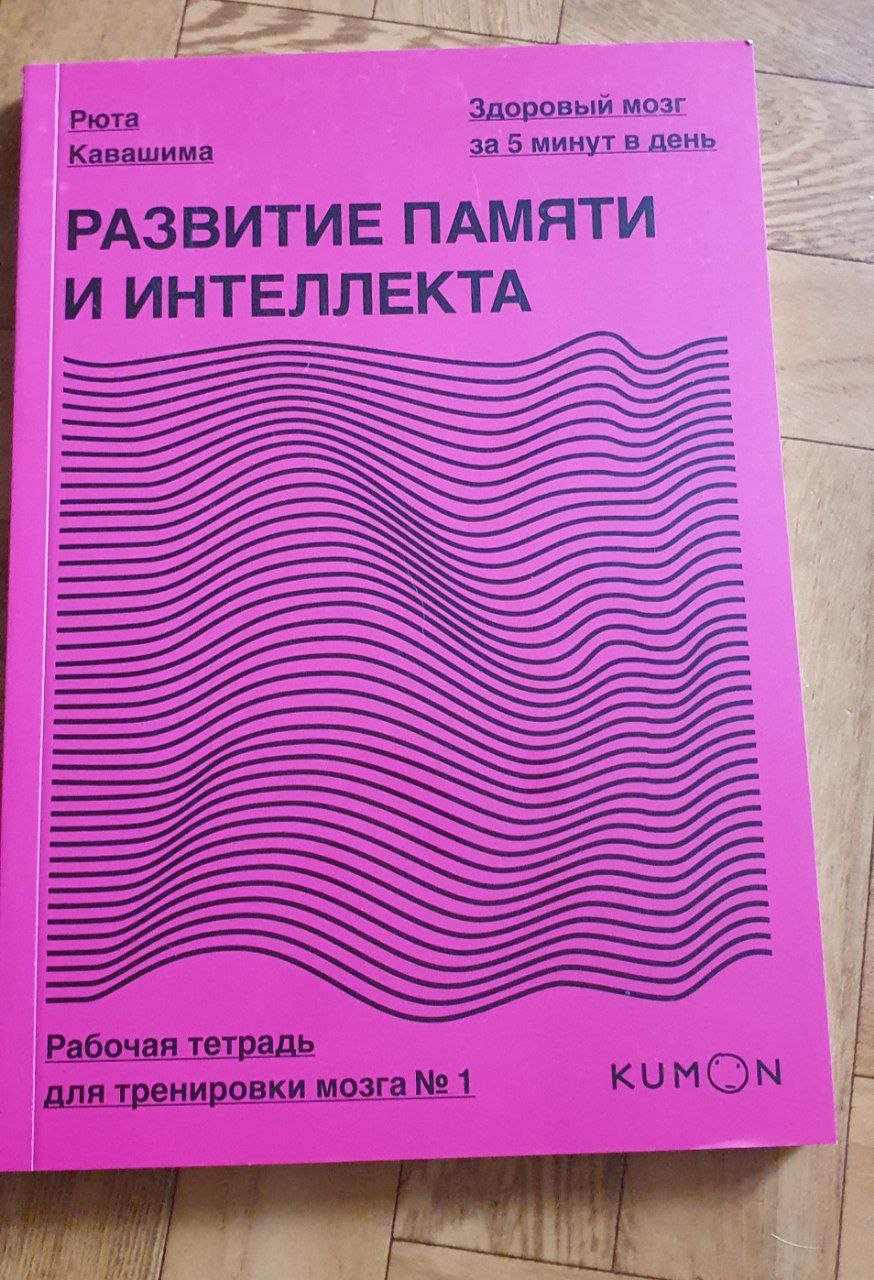 Рюта
Кавашима
Здоровый мозг
за 5 минут в день
РАЗВИТИЕ ПАМЯТИ
И ИНТЕЛЛЕКТА
Рабочая тетрадь
для тренировки мозга № 1
KUMON